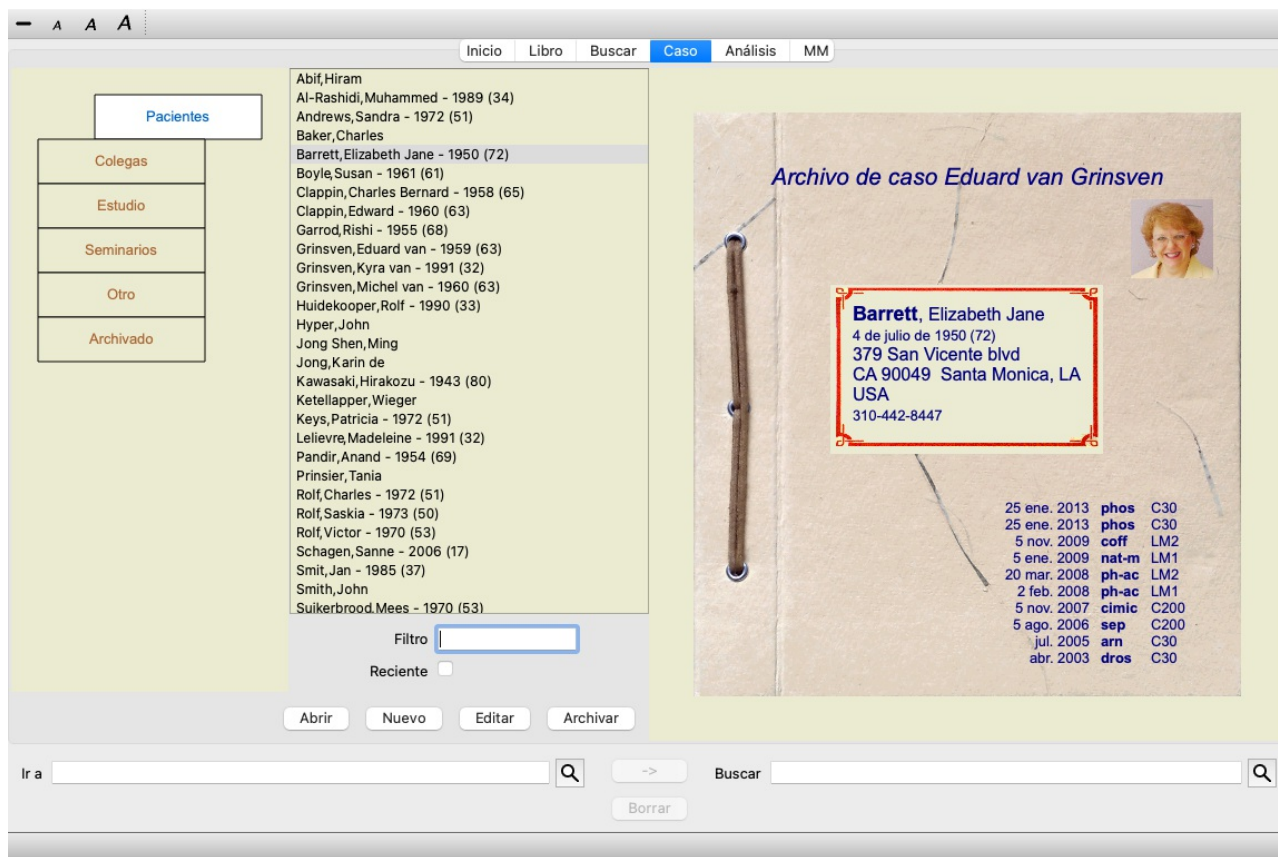 A A A
Inicio Libro Buscar Caso Análisis MM
Pacientes
Colegas
Estudio
Seminarios
Otro
Archivado
Abif,Hiram
Al-Rashidi,Muhammed - 1989 (34)
Andrews,Sandra - 1972 (51)
Baker,Charles
Barrett,Elizabeth Jane - 1950 (72)
Boyle,Susan - 1961 (61)
Clappin,Charles Bernard - 1958 (65)
Clappin,Edward - 1960 (63)
Garrod,Rishi - 1955 (68)
Grinsven,Eduard van - 1959 (63)
Grinsven,Kyra van - 1991 (32)
Grinsven,Michel van - 1960 (63)
Huidekooper,Rolf - 1990 (33)
Hyper,John
Jong Shen,Ming
Jong,Karin de
Kawasaki,Hirakozu - 1943 (80)
Ketellapper,Wieger
Keys,Patricia - 1972 (51)
Lelievre,Madeleine - 1991 (32)
Pandir,Anand - 1954 (69)
Prinsier,Tania
Rolf,Charles - 1972 (51)
Rolf,Saskia - 1973 (50)
Rolf,Victor - 1970 (53)
Schagen,Sanne - 2006 (17)
Smit,Jan - 1985 (37)
Smith,John
Suikerbrood,Mees - 1970 (53)
Filtro
Reciente
Abrir Nuevo Editar Archivar
Archivo de caso Eduard van Grinsven
Barrett, Elizabeth Jane
4 de julio de 1950 (72)
379 San Vicente blvd
CA 90049 Santa Monica, LA
USA
310-442-8447
25 ene. 2013 phos C30
25 ene. 2013 phos C30
5 nov. 2009 coff LM2
5 ene. 2009 nat-m LM1
20 mar. 2008 ph-ac LM2
2 feb. 2008 ph-ac LM1
5 nov. 2007 cimic C200
5 ago. 2006 sep C200
jul. 2005 arn C30
abr. 2003 dros C30
Ir a -> Buscar
Borrar